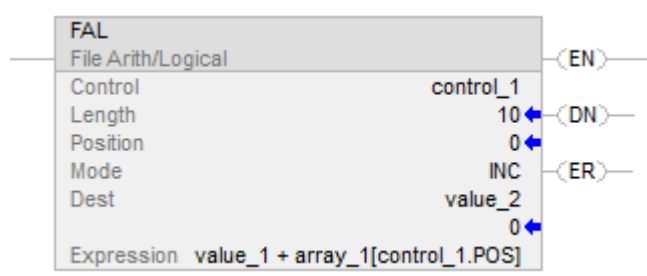 FAL
File Arith/Logical
EN
Control control_1
Length 10
DN
Position 0
Mode INC
ER
Dest value_2
0
Expression value_1 + array_1[control_1.POS]